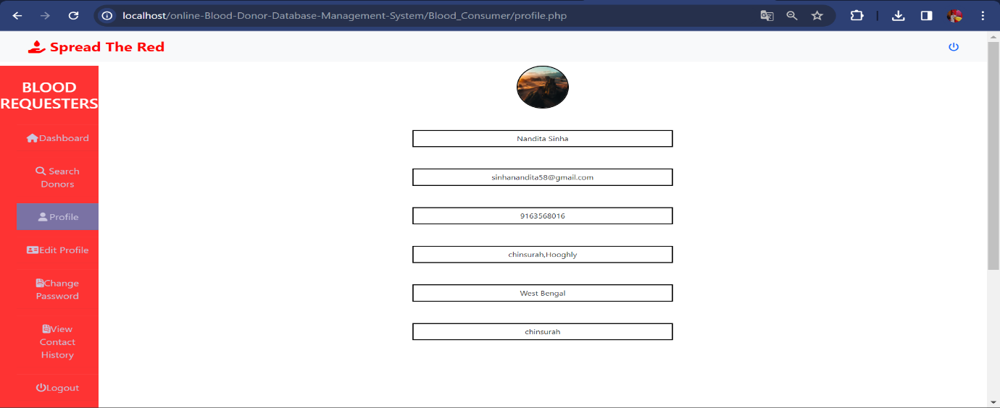 localhost/online-Blood-Donor-Database-Management-System/Blood_Consumer/profile.php
Spread The Red
BLOOD
REQUESTERS
Dashboard
Search
Donors
Profile
Edit Profile
Change
Password
View
Contact
History
Logout
Nandita Sinha
sinhanandita58@gmail.com
9163568016
chinsurah,Hooghly
West Bengal
chinsurah